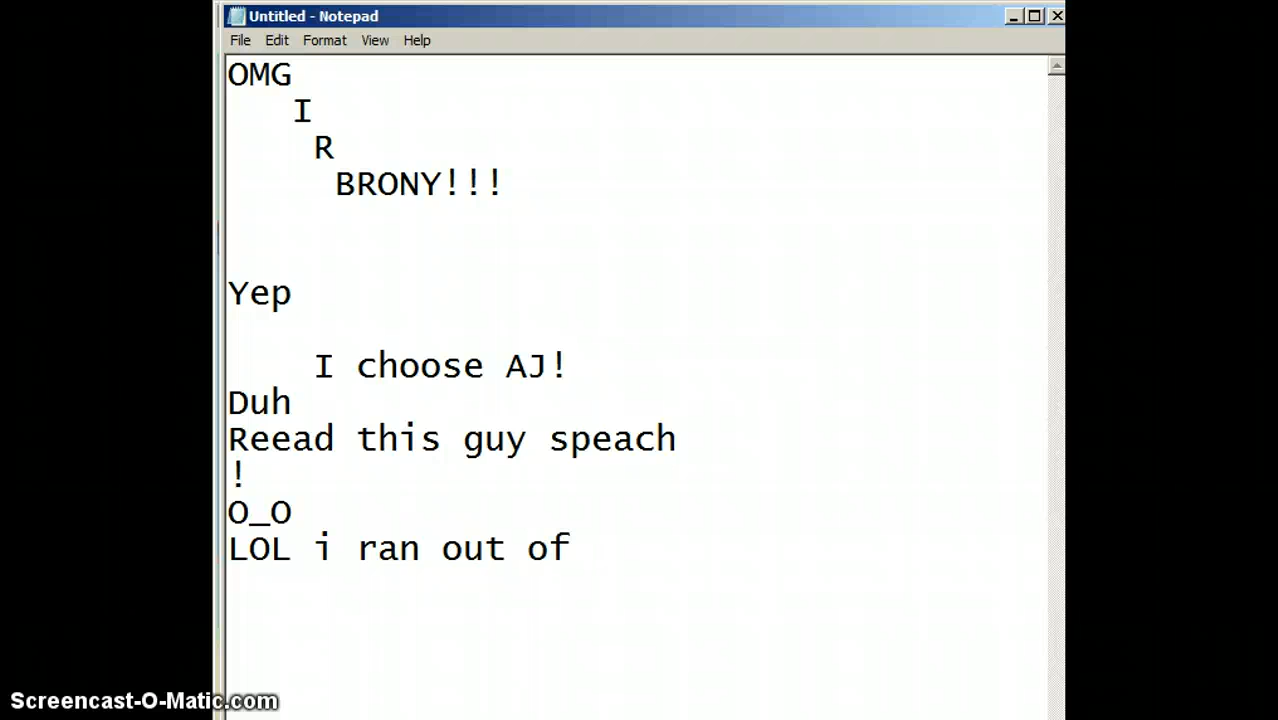 Untitled - Notepad
File Edit Format View Help
OMG
I
R
BRONY!!!
Yep
I choose AJ!
Duh
Reead this guy speach
!
O_O
LOL i ran out of
Screencast-O-Matic.com